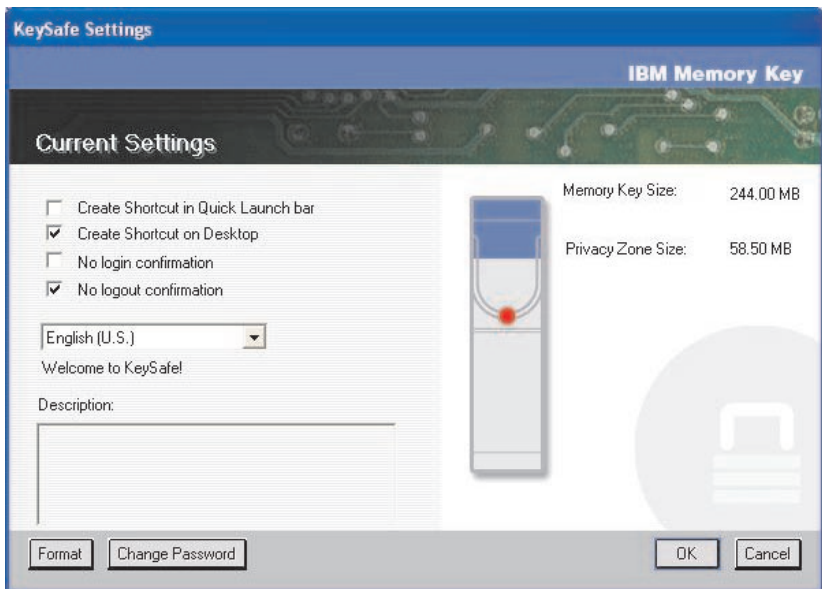 KeySafe Settings
IBM Memory Key
Current Settings
Create Shortcut in Quick Launch bar
Create Shortcut on Desktop
No login confirmation
No logout confirmation
English (U.S.)
Welcome to KeySafe!
Description:
Memory Key Size: 244.00 MB
Privacy Zone Size: 58.50 MB
Format Change Password OK Cancel